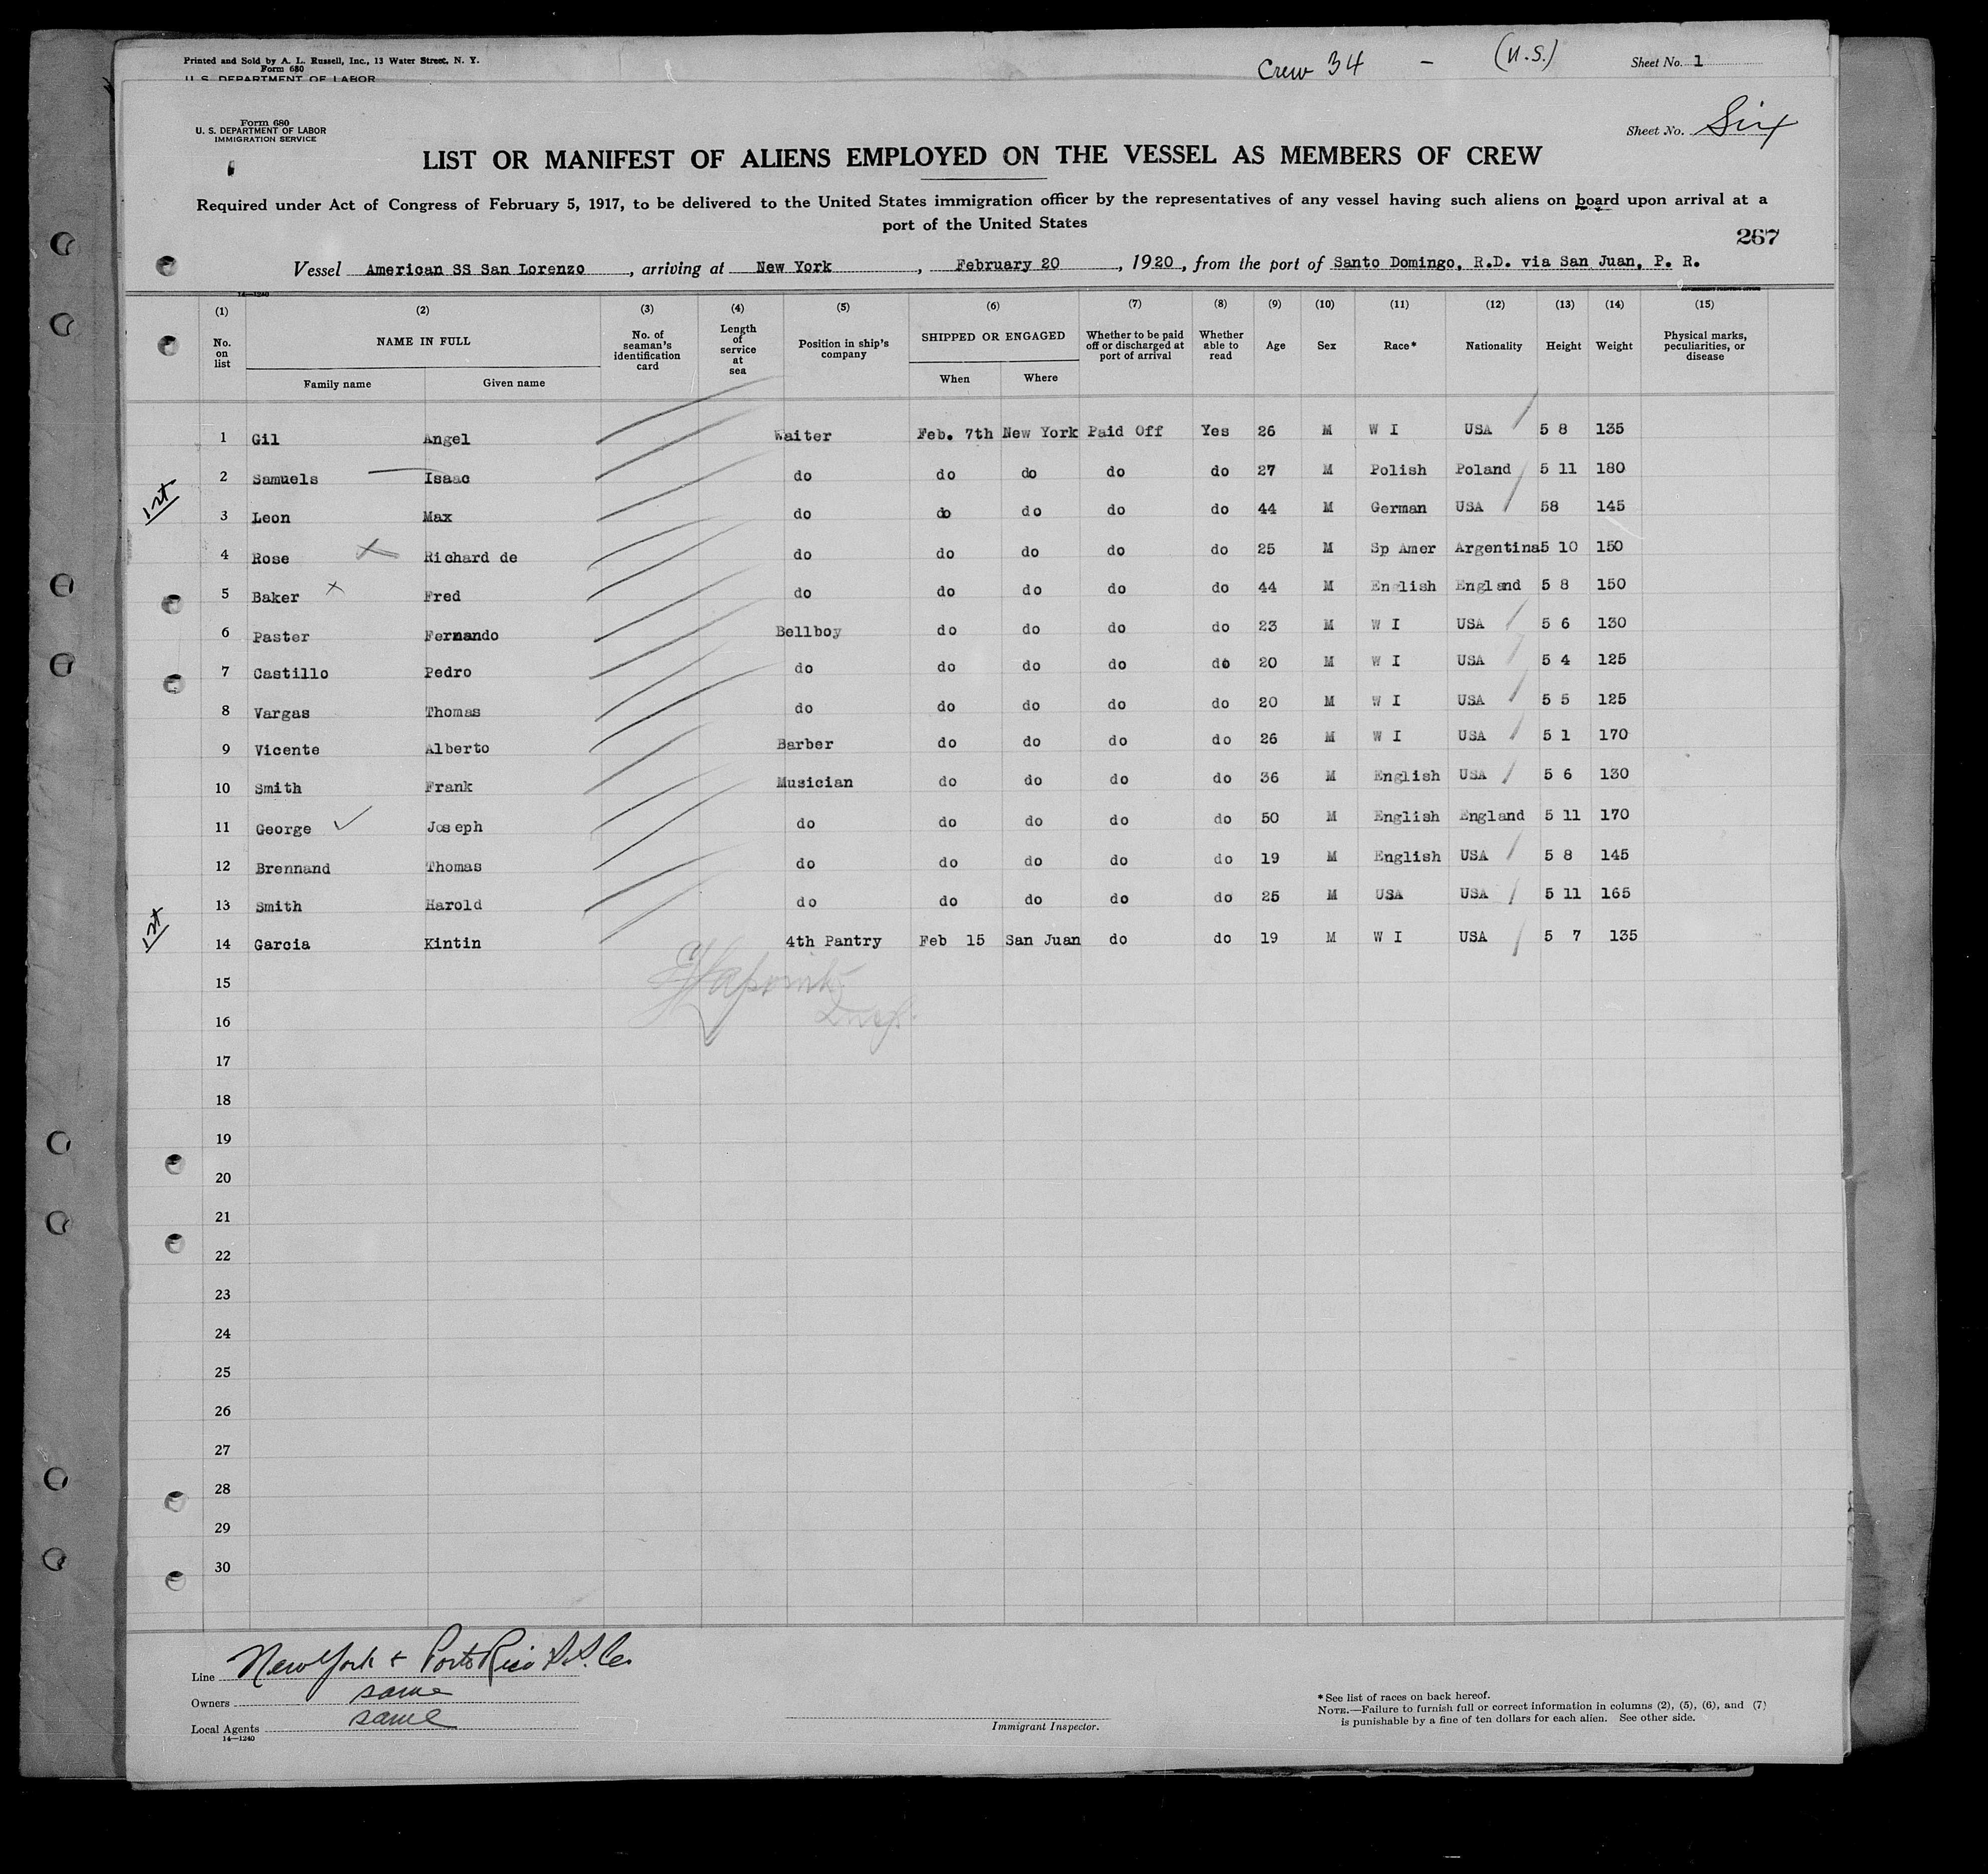 Printed and Sold by A. L. Russell, Inc., 13 Water Street, N. Y.
Form 680
U. S. DEPARTMENT OF LABOR
Crew 34 - (U.S.)
Sheet No. 1
Form 680
U. S. DEPARTMENT OF LABOR
IMMIGRATION SERVICE
Sheet No. Six
LIST OR MANIFEST OF ALIENS EMPLOYED ON THE VESSEL AS MEMBERS OF CREW
Required under Act of Congress of February 5, 1917, to be delivered to the United States immigration officer by the representatives of any vessel having such aliens on board upon arrival at a
port of the United States
267
Vessel American SS San Lorenzo, arriving at New York, February 20, 1920, from the port of Santo Domingo, R.D. via San Juan, P. R.
14—1240
(1) (2) (3) (4) (5) (6) (7) (8) (9) (10) (11) (12) (13) (14) (15)
No. on list NAME IN FULL No. of seaman's identification card Length of service at sea Position in ship's company SHIPPED OR ENGAGED Whether to be paid off or discharged at port of arrival Whether able to read Age Sex Race* Nationality Height Weight Physical marks, peculiarities, or disease
Family name Given name When Where
1 Gil Angel Waiter Feb. 7th New York Paid Off Yes 26 M W I USA 5 8 135
2 Samuels Isaac do do do do do 27 M Polish Poland 5 11 180
1st
3 Leon Max do do do do do 44 M German USA 58 145
4 Rose Richard de do do do do do 25 M Sp Amer Argentina 5 10 150
5 Baker Fred do do do do do 44 M English England 5 8 150
6 Paster Fernando Bellboy do do do do 23 M W I USA 5 6 130
7 Castillo Pedro do do do do do 20 M W I USA 5 4 125
8 Vargas Thomas do do do do do 20 M W I USA 5 5 125
9 Vicente Alberto Barber do do do do 26 M W I USA 5 1 170
10 Smith Frank Musician do do do do 36 M English USA 5 6 130
11 George Joseph do do do do do 50 M English England 5 11 170
12 Brennand Thomas do do do do do 19 M English USA 5 8 145
13 Smith Harold do do do do do 25 M USA USA 5 11 165
1st
14 Garcia Kintin 4th Pantry Feb 15 San Juan do do 19 M W I USA 5 7 135
15
Insp.
16
17
18
19
20
21
22
23
24
25
26
27
28
29
30
Line New York & Porto Rico S.S. Co.
Owners same
Local Agents same
14—1240
Immigrant Inspector.
* See list of races on back hereof.
NOTE.—Failure to furnish full or correct information in columns (2), (5), (6), and (7)
is punishable by a fine of ten dollars for each alien. See other side.